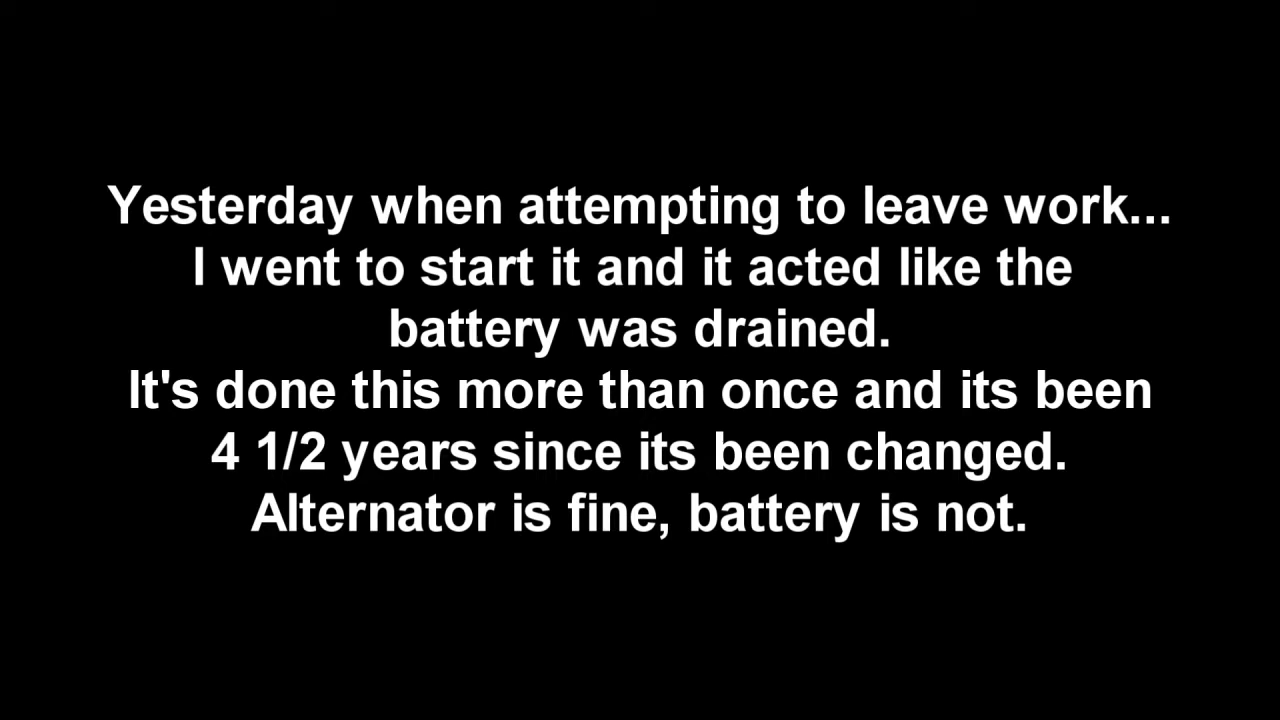 Yesterday when attempting to leave work...
I went to start it and it acted like the
battery was drained.
It's done this more than once and its been
4 1/2 years since its been changed.
Alternator is fine, battery is not.